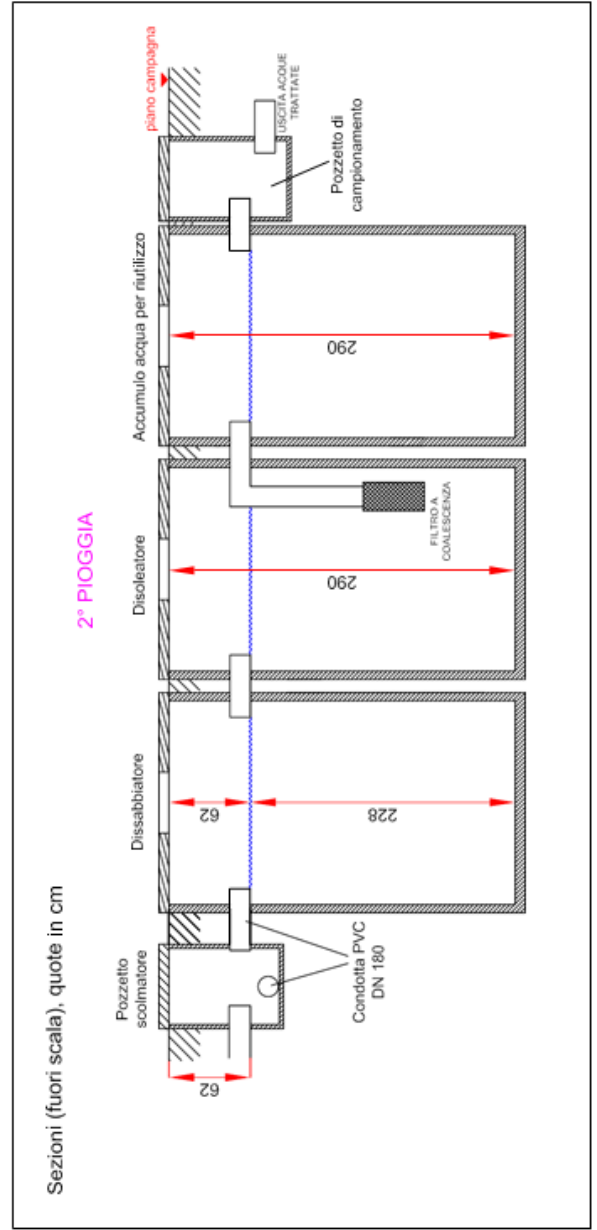 Sezioni (fuori scala), quote in cm
2° PIOGGIA
piano campagna
Pozzetto
scolmatore
Dissabbiatore
Disoleatore
Accumulo acqua per riutilizzo
62
62
228
290
290
Condotta PVC
DN 180
FILTRO A
COALESCENZA
Pozzetto di
campionamento
USCITA ACQUE
TRATTATE